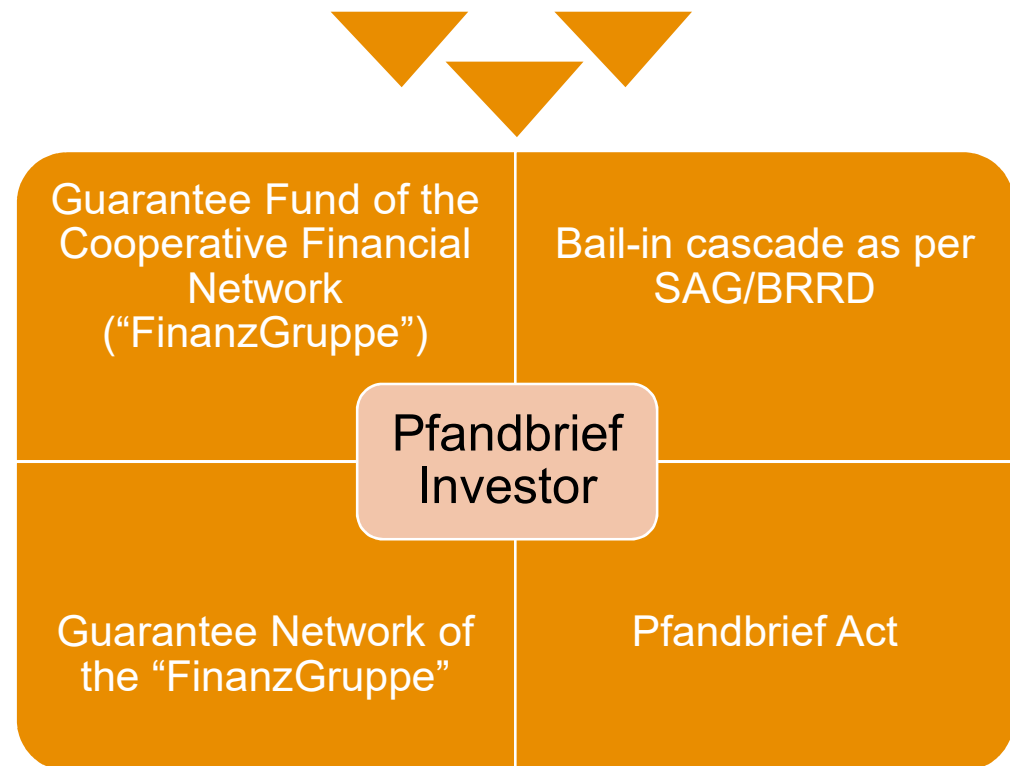 Guarantee Fund of the
Cooperative Financial
Network
(“FinanzGruppe”)
Bail-in cascade as per
SAG/BRRD
Pfandbrief
Investor
Guarantee Network of
the “FinanzGruppe”
Pfandbrief Act